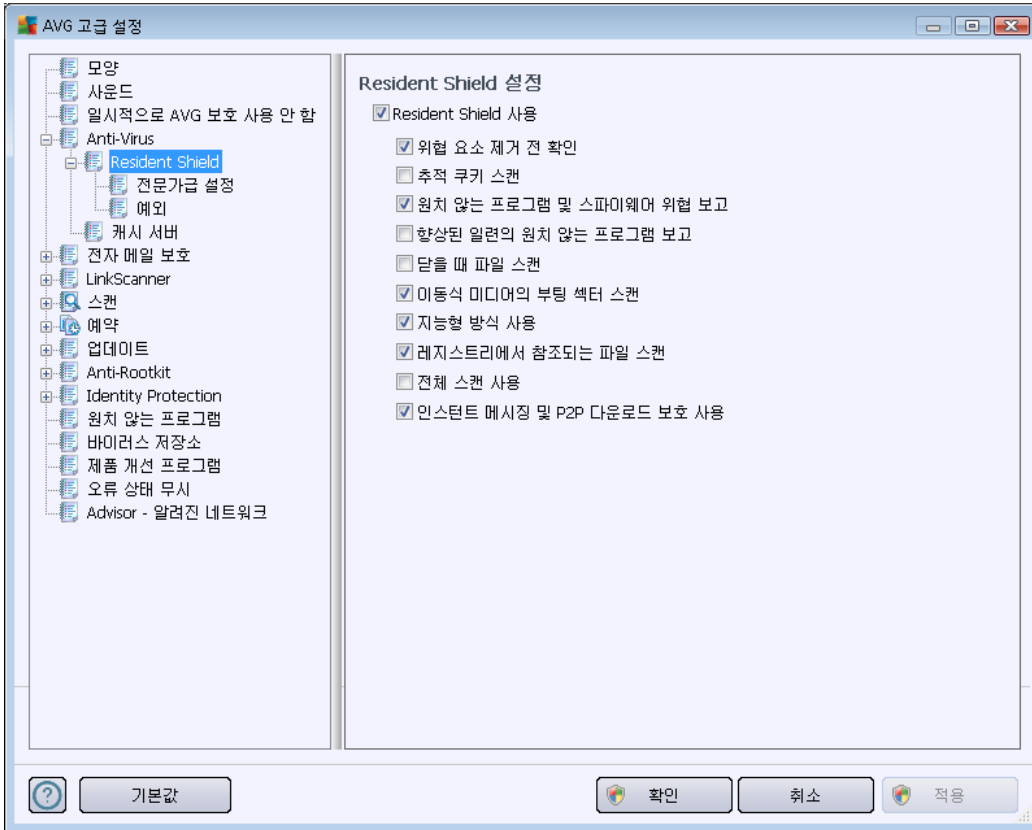 AVG 고급 설정
모양
사운드
일시적으로 AVG 보호 사용 안 함
Anti-Virus
Resident Shield
전문가급 설정
예외
캐시 서버
전자 메일 보호
LinkScanner
스캔
예약
업데이트
Anti-Rootkit
Identity Protection
원치 않는 프로그램
바이러스 저장소
제품 개선 프로그램
오류 상태 무시
Advisor - 알려진 네트워크
Resident Shield 설정
Resident Shield 사용
위협 요소 제거 전 확인
추적 쿠키 스캔
원치 않는 프로그램 및 스파이웨어 위협 보고
향상된 일련의 원치 않는 프로그램 보고
닫을 때 파일 스캔
이동식 미디어의 부팅 섹터 스캔
지능형 방식 사용
레지스트리에서 참조되는 파일 스캔
전체 스캔 사용
인스턴트 메시징 및 P2P 다운로드 보호 사용
기본값
확인
취소
적용